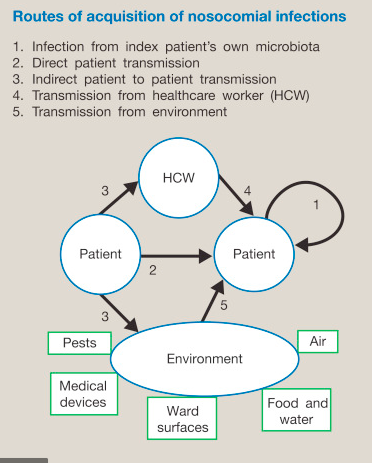 Routes of acquisition of nosocomial infections
1. Infection from index patient's own microbiota
2. Direct patient transmission
3. Indirect patient to patient transmission
4. Transmission from healthcare worker (HCW)
5. Transmission from environment
HCW
3
4
1
Patient
2
Patient
3
5
Pests
Air
Environment
Medical
devices
Ward
surfaces
Food and
water